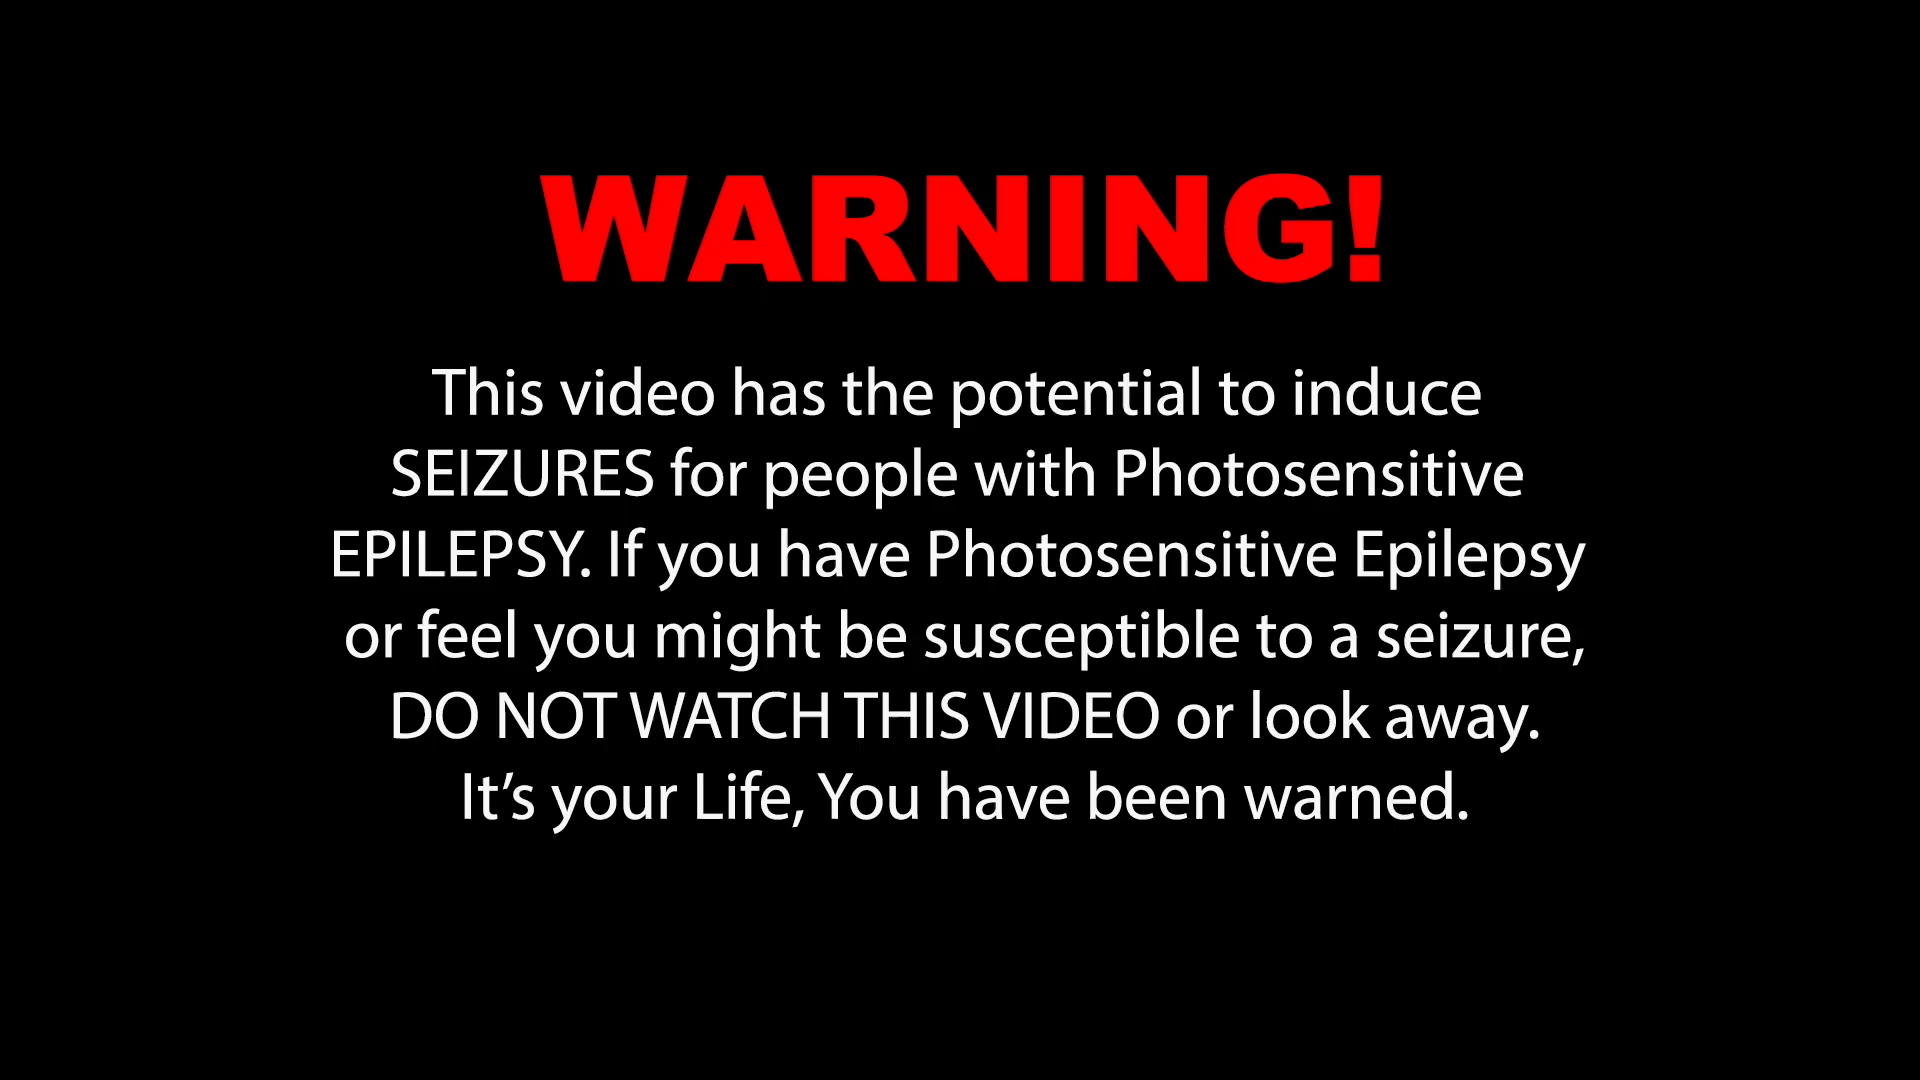 WARNING!
This video has the potential to induce
SEIZURES for people with Photosensitive
EPILEPSY. If you have Photosensitive Epilepsy
or feel you might be susceptible to a seizure,
DO NOT WATCH THIS VIDEO or look away.
It’s your Life, You have been warned.